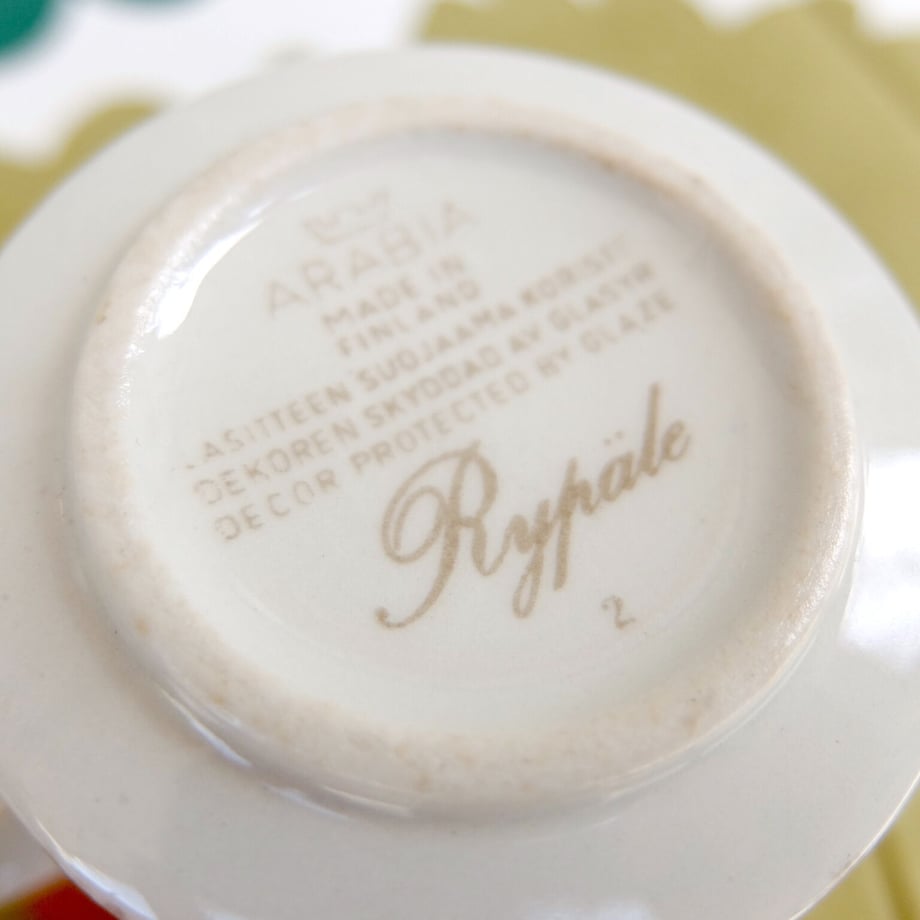 ARABIA
MADE IN
FINLAND
LASITTEEN SUOJAAMA KORISTE
DEKOREN SKYDDAD AV GLASYR
DECOR PROTECTED BY GLAZE
Rypäle
2